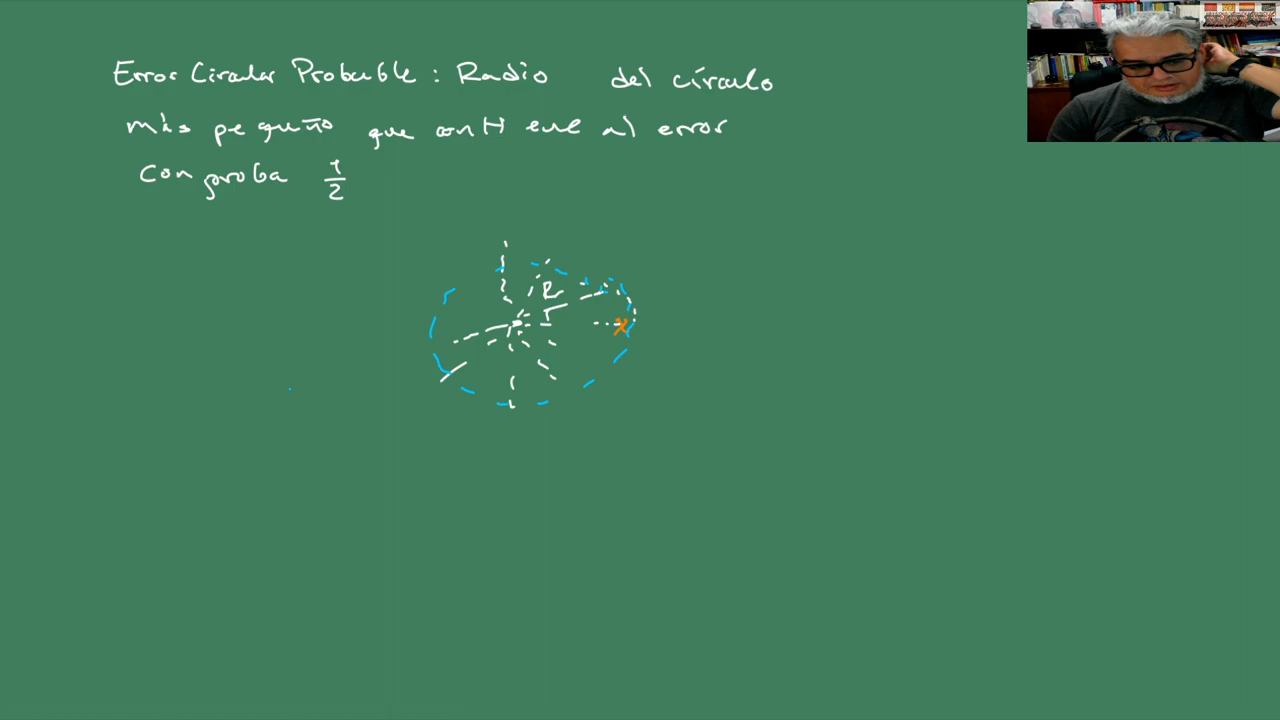 Error Circular Probable: Radio del círculo
más pequeño que contiene al error
con proba 1/2
R